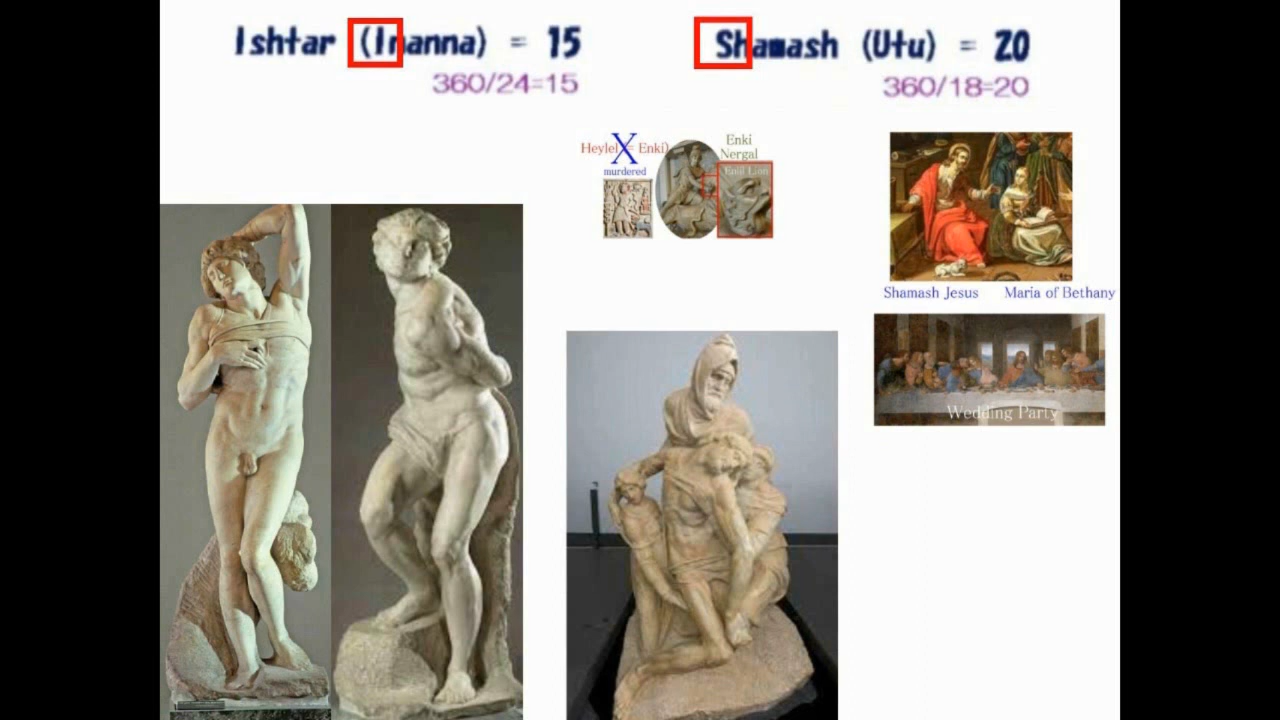 Ishtar (Inanna) = 15
360/24=15
Shamash (Utu) = 20
360/18=20
Heylel (= Enki)
X
murdered
Enki
Nergal
Lion
Shamash Jesus
Maria of Bethany
Wedding Party